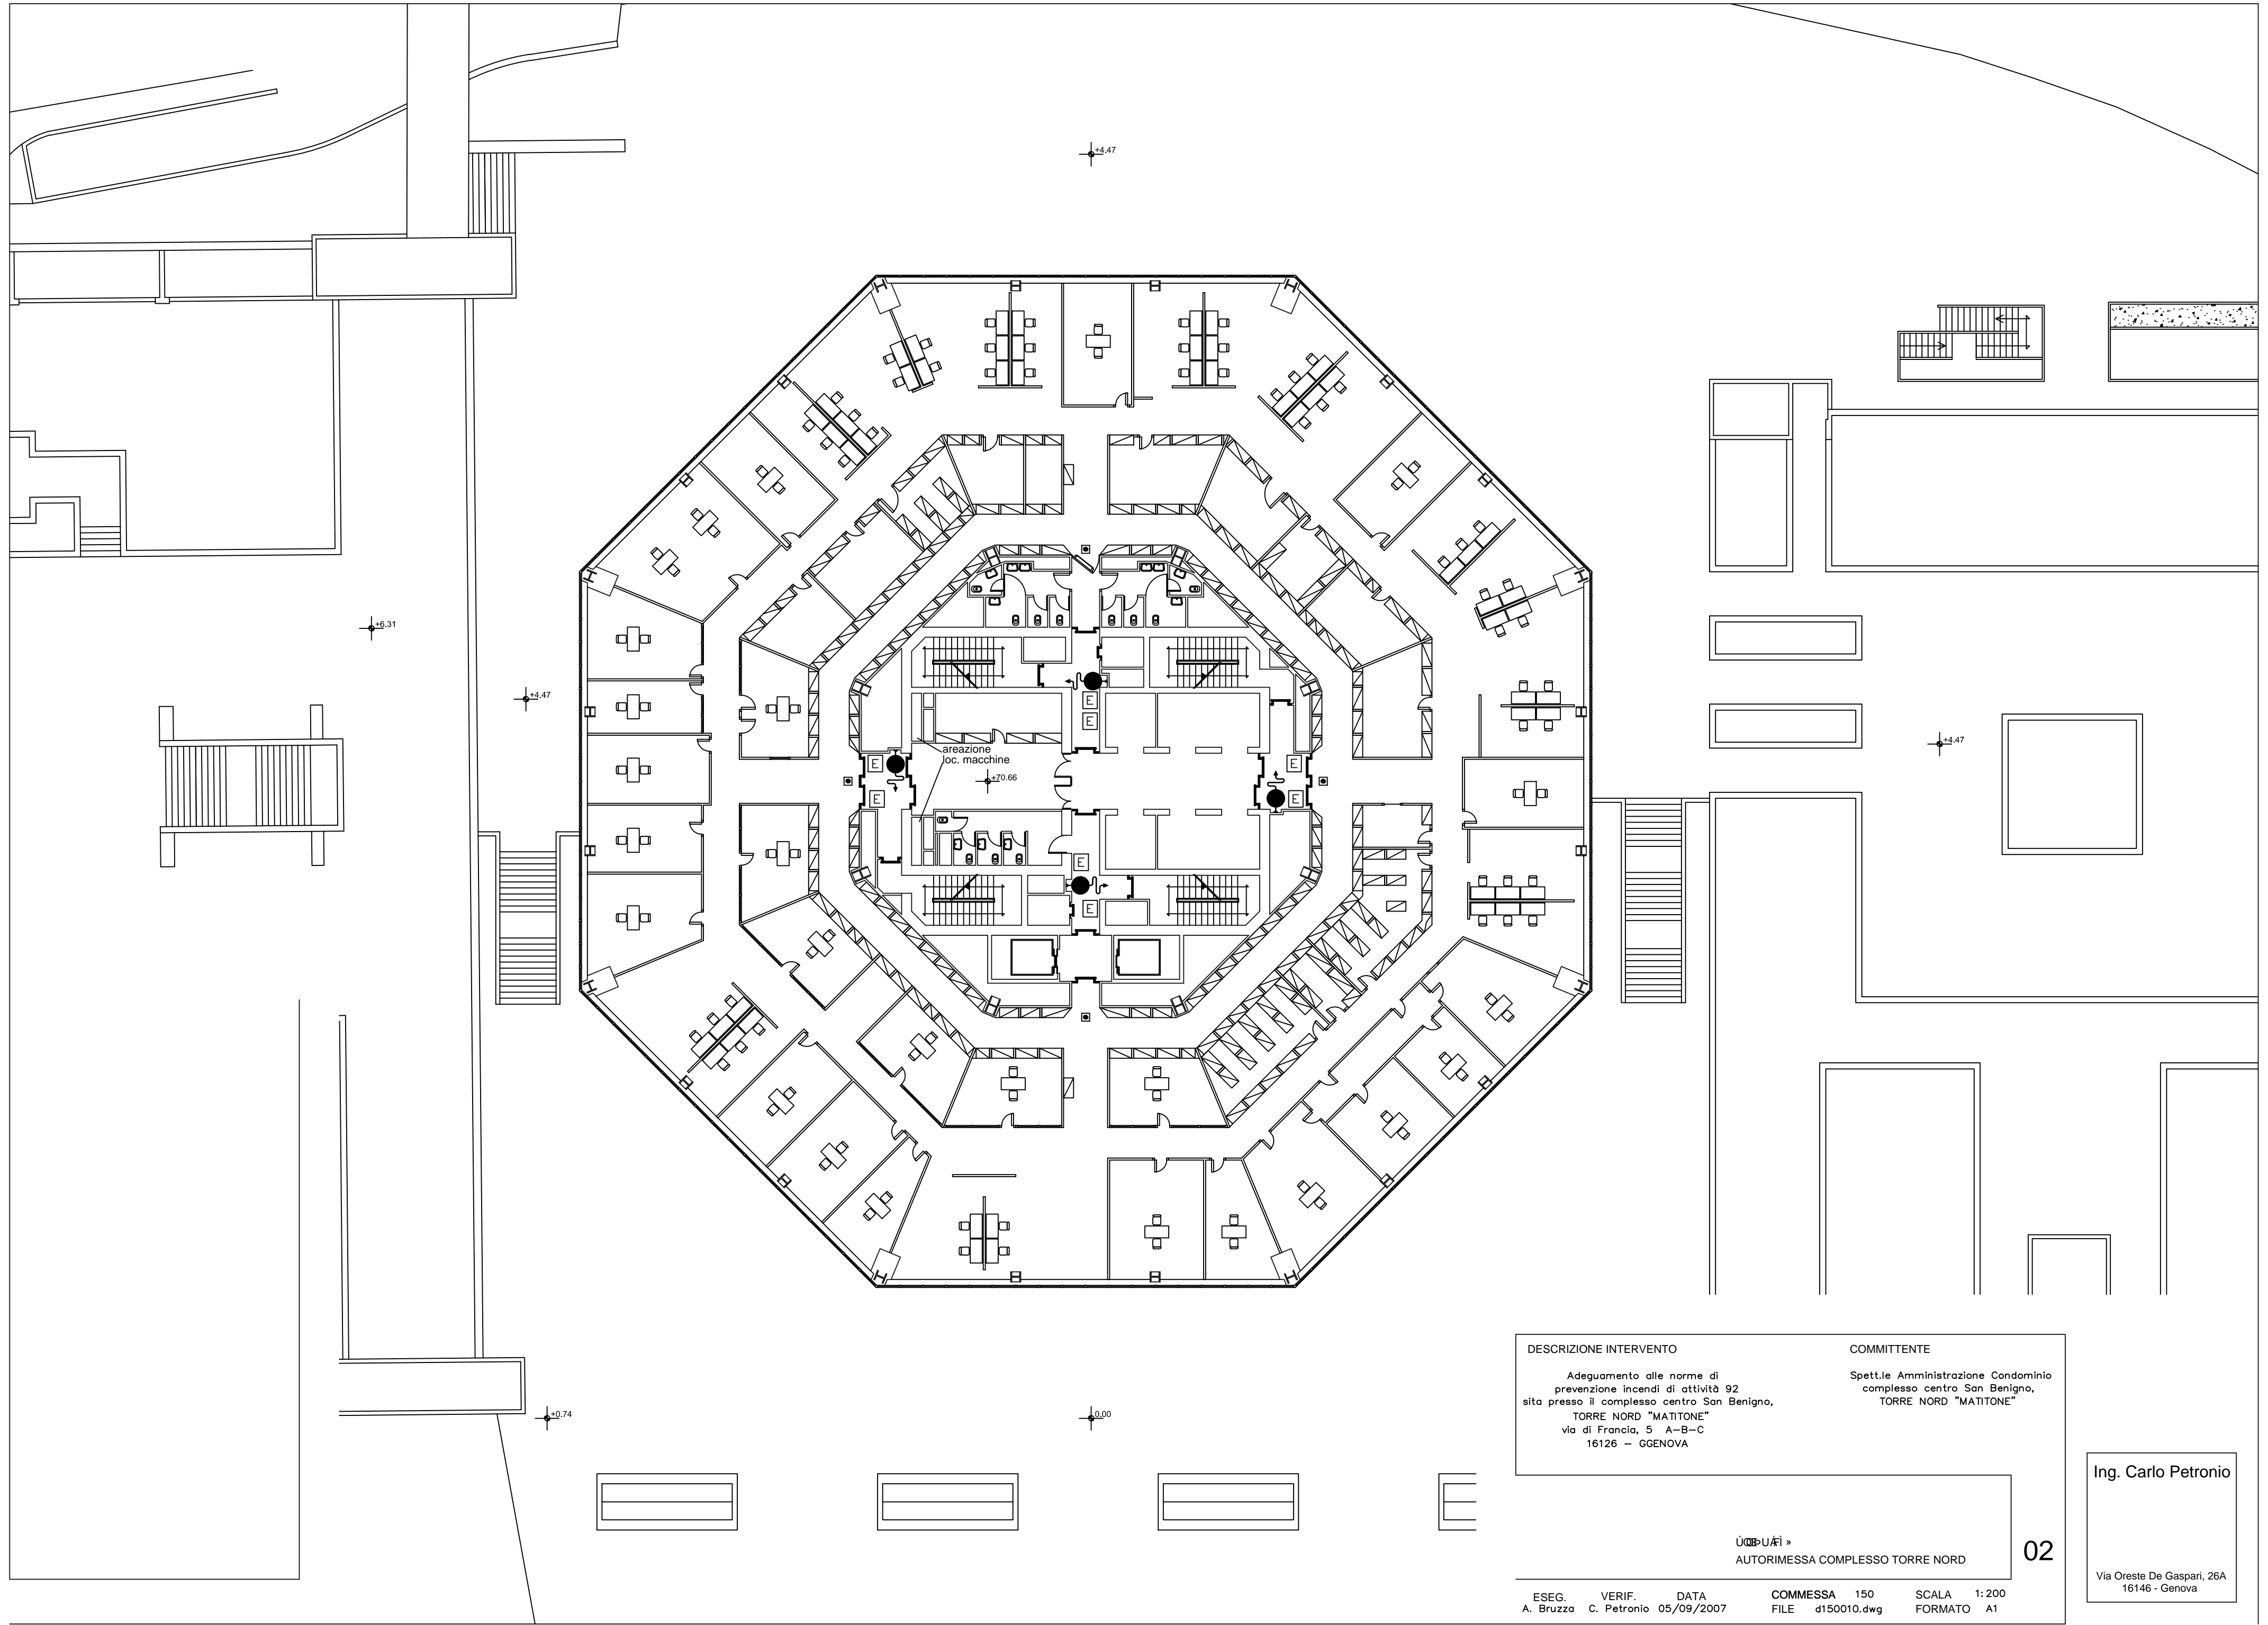 +4.47
+6.31
+4.47
+4.47
E
E
areazione
loc. macchine
E
E
E
E
+70.66
E
E
+0.74
0.00
DESCRIZIONE INTERVENTO
COMMITTENTE
Adeguamento alle norme di
prevenzione incendi di attività 92
sita presso il complesso centro San Benigno,
TORRE NORD "MATITONE"
via di Francia, 5 A-B-C
16126 - GGENOVA
Spett.le Amministrazione Condominio
complesso centro San Benigno,
TORRE NORD "MATITONE"
AUTORIMESSA COMPLESSO TORRE NORD
02
ESEG. VERIF. DATA
A. Bruzza C. Petronio 05/09/2007
COMMESSA 150
FILE d150010.dwg
SCALA 1:200
FORMATO A1
Ing. Carlo Petronio
Via Oreste De Gaspari, 26A
16146 - Genova